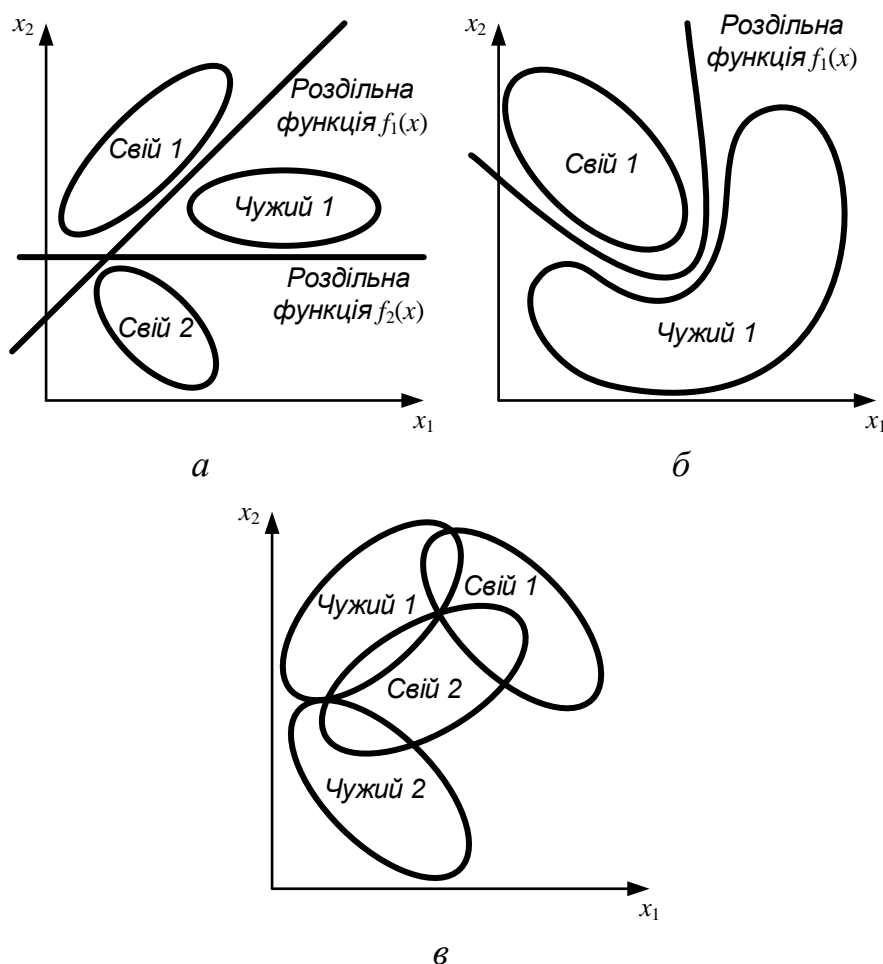 x2
Роздільна
функція f1(x)
Свій 1
Чужий 1
Роздільна
функція f2(x)
Свій 2
x1
а
x2
Роздільна
функція f1(x)
Свій 1
Чужий 1
x1
б
x2
Чужий 1
Свій 1
Свій 2
Чужий 2
x1
в